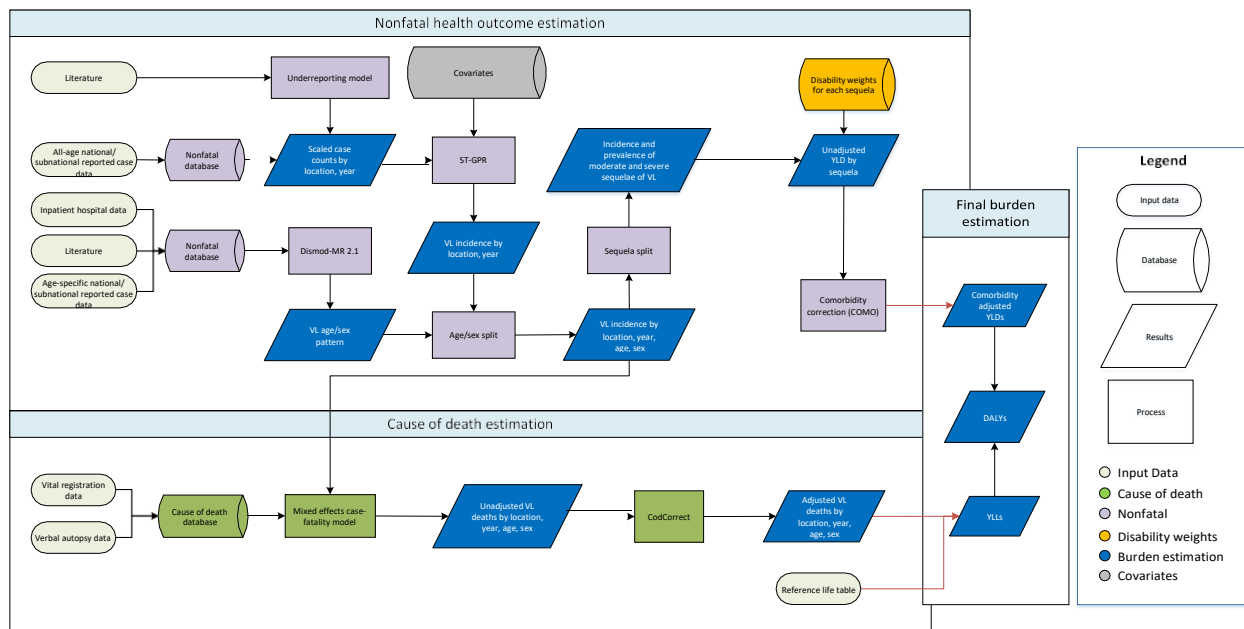 Nonfatal health outcome estimation
Literature
Underreporting model
Covariates
Disability weights
for each sequela
All-age national/
subnational reported case
data
Nonfatal
database
Scaled case
counts by
location, year
ST-GPR
Incidence and
prevalence of
moderate and severe
sequelae of VL
Unadjusted
YLD by
sequela
Inpatient hospital data
Literature
Age-specific national/
subnational reported case
data
Nonfatal
database
Dismod-MR 2.1
VL incidence by
location, year
Sequela split
Comorbidity
correction (COMO)
VL age/sex
pattern
Age/sex split
VL incidence by
location, year,
age, sex
Final burden
estimation
Comorbidity
adjusted
YLDs
DALYs
YLLs
Cause of death estimation
Vital registration
data
Verbal autopsy data
Cause of death
database
Mixed effects case-
fatality model
Unadjusted VL
deaths by location,
year, age, sex
CodCorrect
Adjusted VL
deaths by
location, year,
age, sex
Reference life table
Legend
Input data
Database
Results
Process
Input Data
Cause of death
Nonfatal
Disability weights
Burden estimation
Covariates